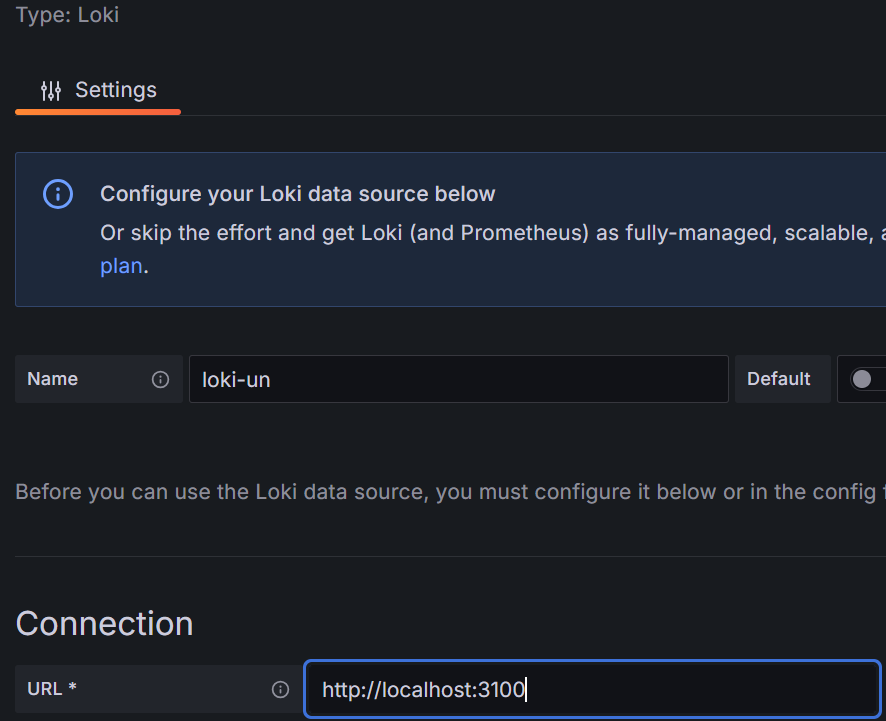 Type: Loki
Settings
Configure your Loki data source below
Or skip the effort and get Loki (and Prometheus) as fully-managed, scalable,
plan.
Name
loki-un
Default
Before you can use the Loki data source, you must configure it below or in the config
Connection
URL *
http://localhost:3100